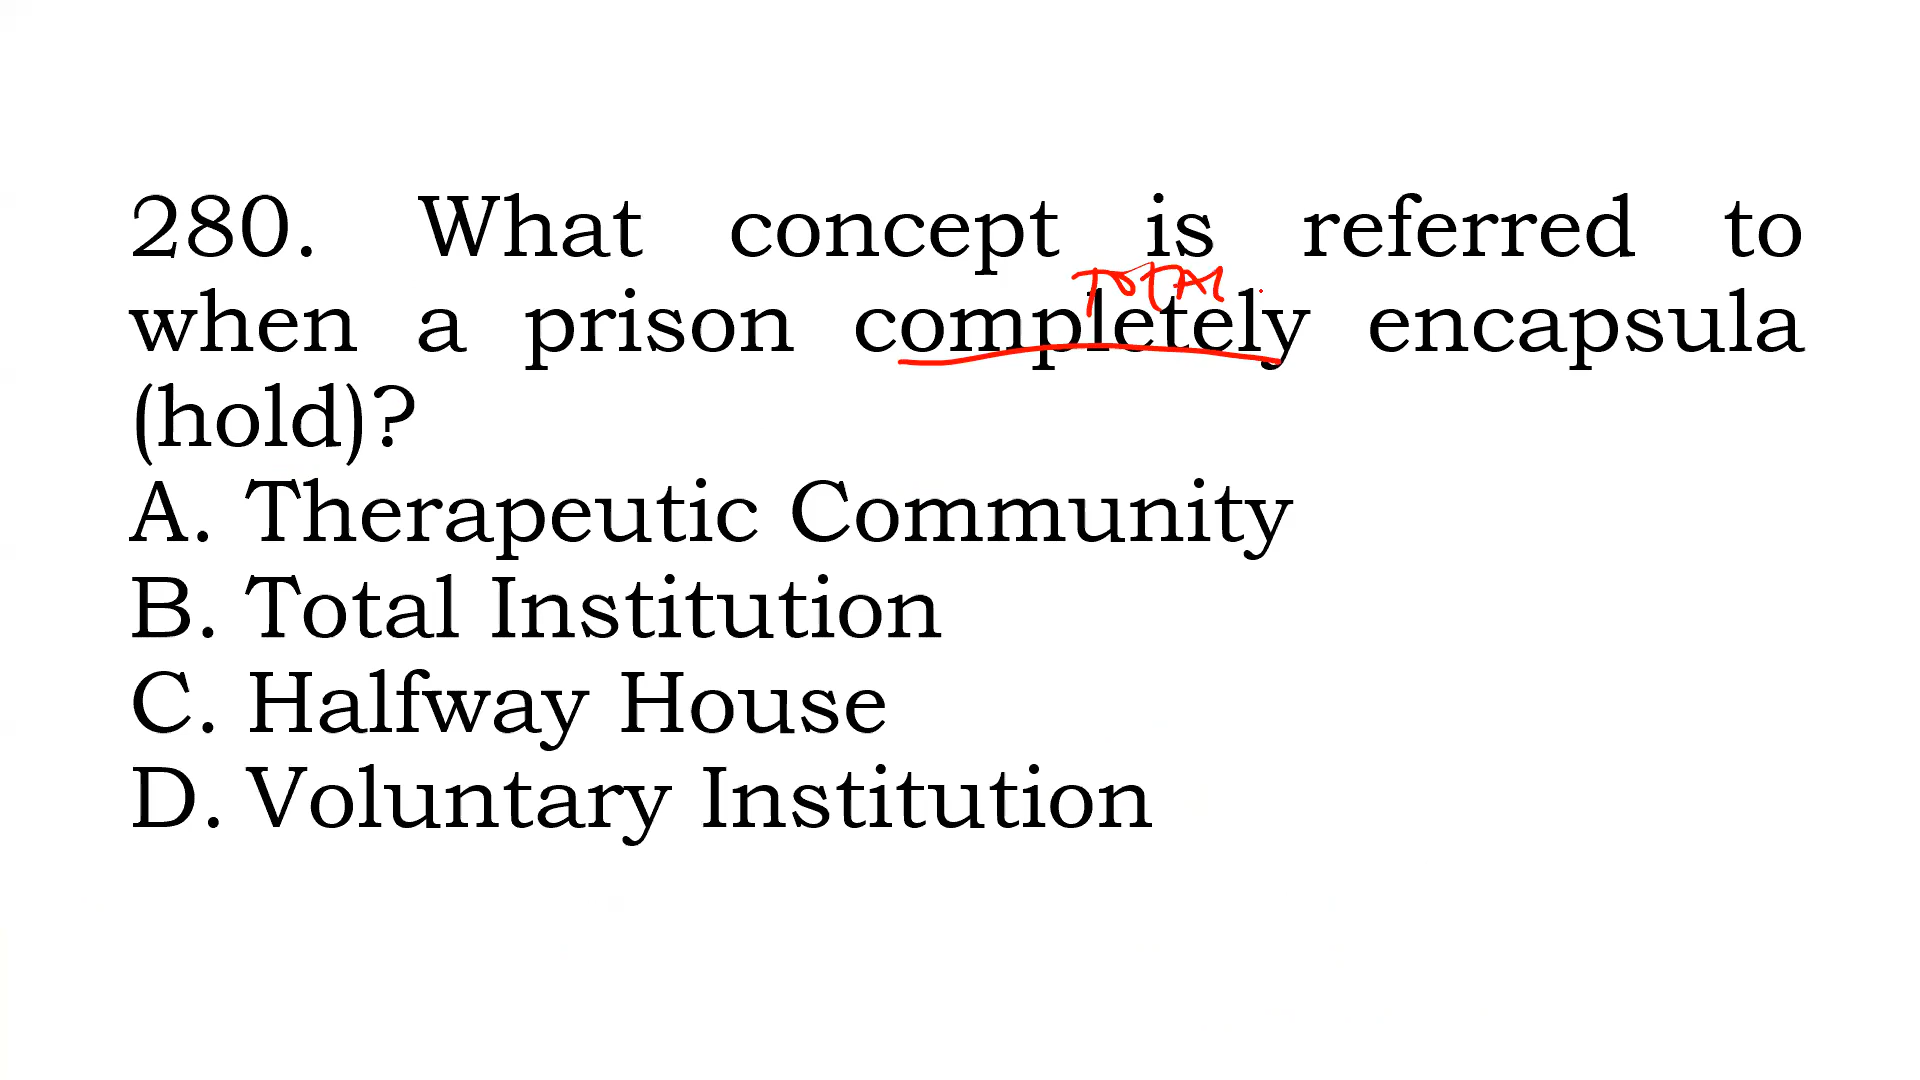 280. What concept is referred to
TOTAL
when a prison completely encapsula
(hold)?
A. Therapeutic Community
B. Total Institution
C. Halfway House
D. Voluntary Institution